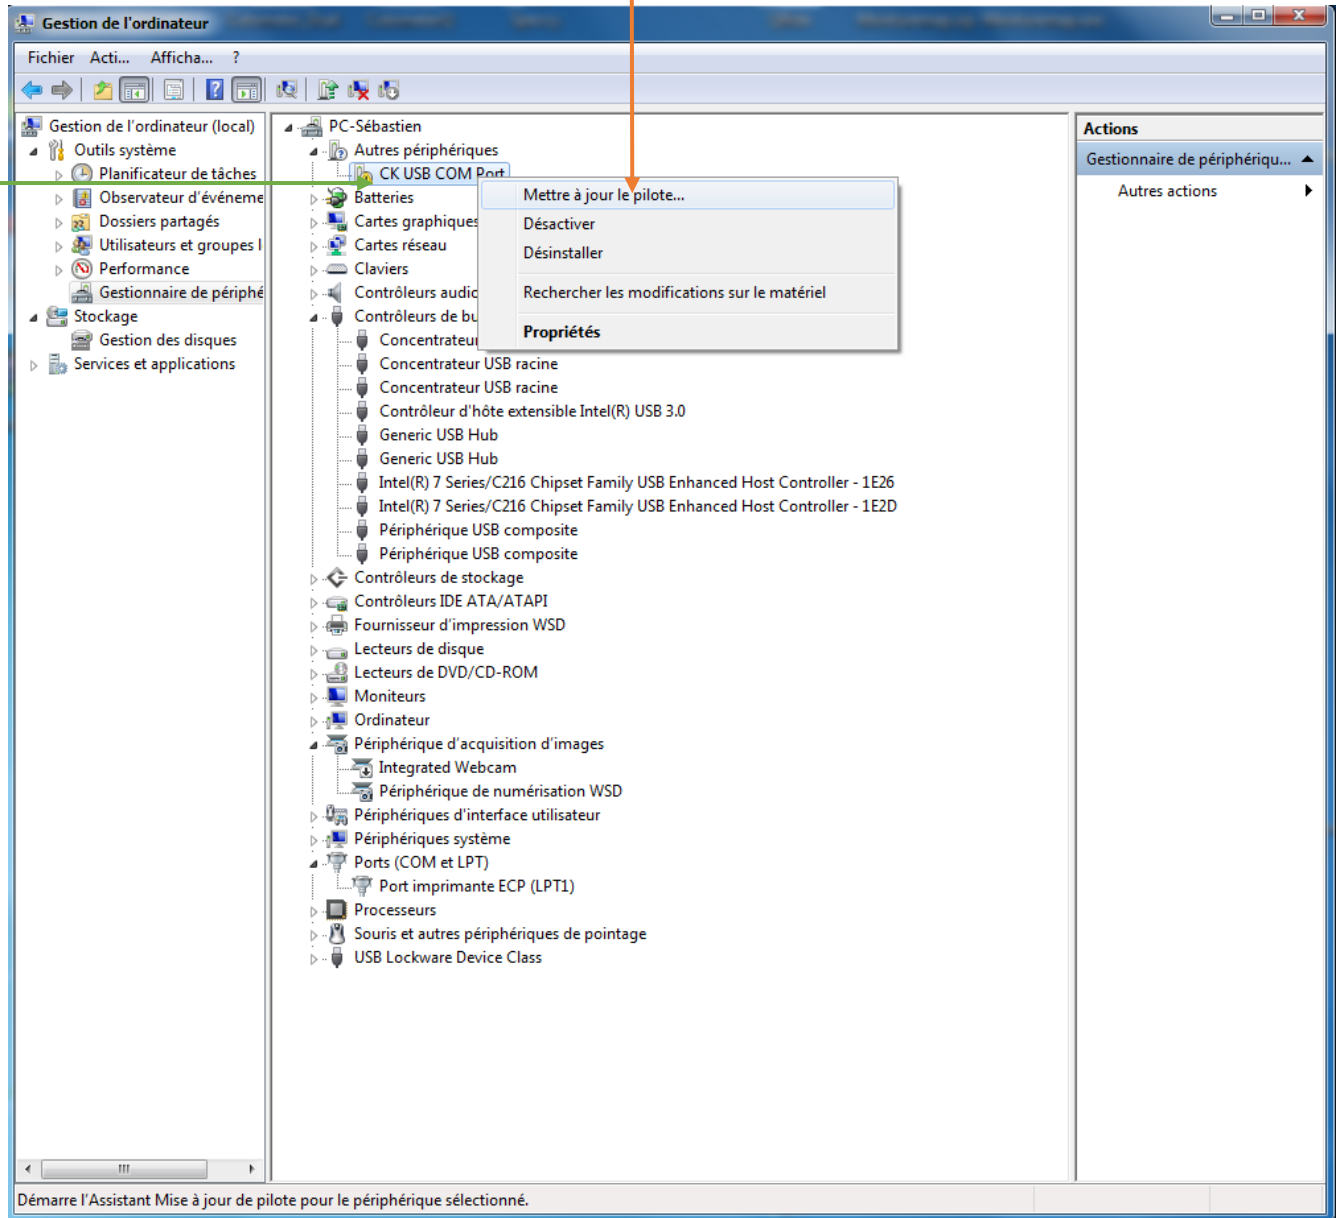 Gestion de l'ordinateur
Fichier Acti... Afficha... ?
Gestion de l'ordinateur (local)
Outils système
Planificateur de tâches
Observateur d'événeme
Dossiers partagés
Utilisateurs et groupes l
Performance
Gestionnaire de périphé
Stockage
Gestion des disques
Services et applications
PC-Sébastien
Autres périphériques
CK USB COM Port
Batteries
Cartes graphiques
Cartes réseau
Claviers
Contrôleurs audio
Contrôleurs de bu
Concentrateur
Concentrateur USB racine
Concentrateur USB racine
Contrôleur d'hôte extensible Intel(R) USB 3.0
Generic USB Hub
Generic USB Hub
Intel(R) 7 Series/C216 Chipset Family USB Enhanced Host Controller - 1E26
Intel(R) 7 Series/C216 Chipset Family USB Enhanced Host Controller - 1E2D
Périphérique USB composite
Périphérique USB composite
Contrôleurs de stockage
Contrôleurs IDE ATA/ATAPI
Fournisseur d'impression WSD
Lecteurs de disque
Lecteurs de DVD/CD-ROM
Moniteurs
Ordinateur
Périphérique d'acquisition d'images
Integrated Webcam
Périphérique de numérisation WSD
Périphériques d'interface utilisateur
Périphériques système
Ports (COM et LPT)
Port imprimante ECP (LPT1)
Processeurs
Souris et autres périphériques de pointage
USB Lockware Device Class
Mettre à jour le pilote...
Désactiver
Désinstaller
Rechercher les modifications sur le matériel
Propriétés
Actions
Gestionnaire de périphériqu...
Autres actions
Démarre l'Assistant Mise à jour de pilote pour le périphérique sélectionné.